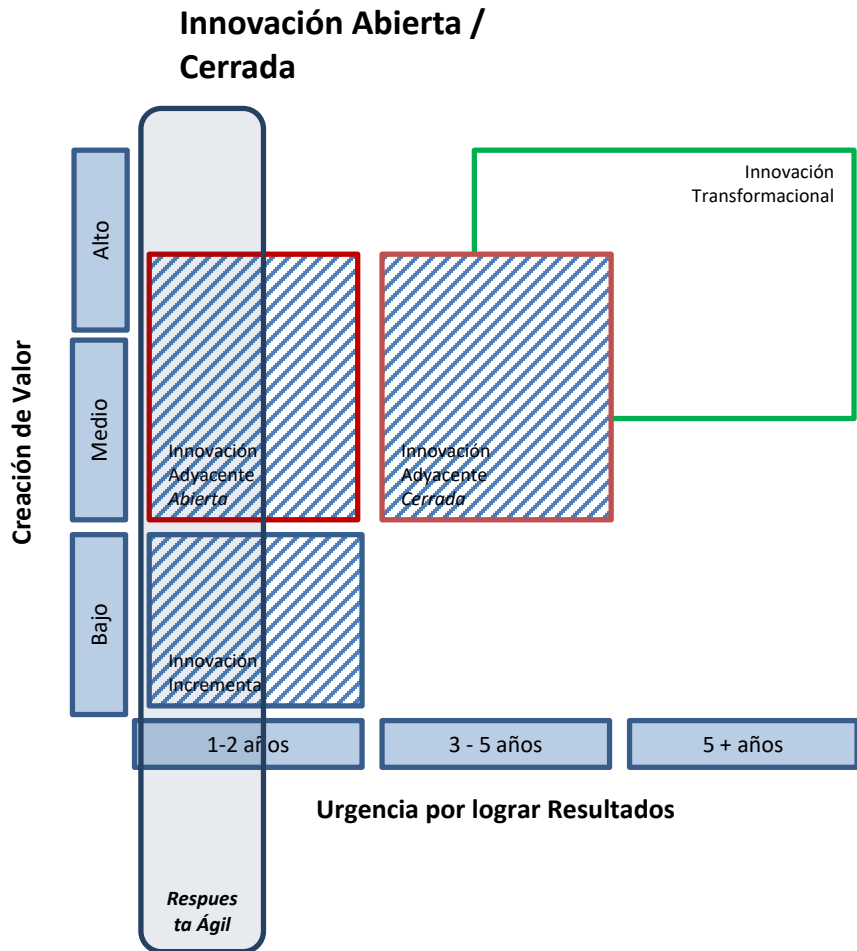 Innovación Abierta /
Cerrada
Innovación
Transformacional
Alto
Creación de Valor
Medio
Innovación
Adyacente
Abierta
Innovación
Adyacente
Cerrada
Bajo
Innovación
Incrementa
1-2 años
3 - 5 años
5 + años
Urgencia por lograr Resultados
Respues
ta Ágil